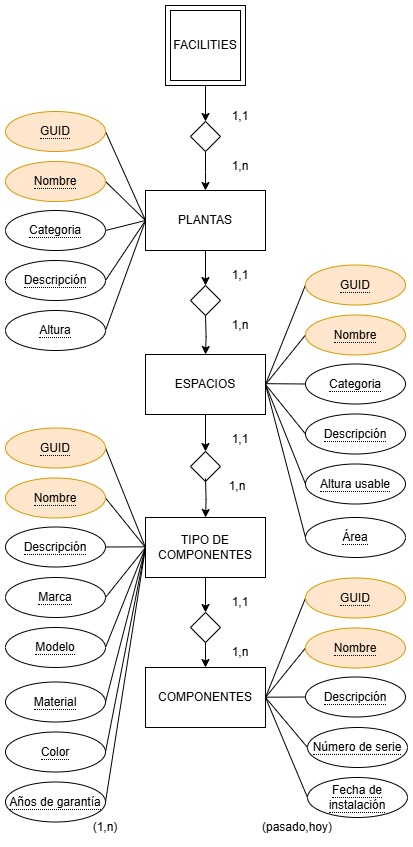 FACILITIES
1,1
1,n
GUID
Nombre
Categoria
Descripción
Altura
PLANTAS
1,1
1,n
GUID
Nombre
Categoria
Descripción
Altura usable
Área
ESPACIOS
1,1
1,n
GUID
Nombre
Descripción
Marca
Modelo
Material
Color
Años de garantía
(1,n)
TIPO DE
COMPONENTES
1,1
1,n
COMPONENTES
GUID
Nombre
Descripción
Número de serie
Fecha de
instalación
(pasado,hoy)